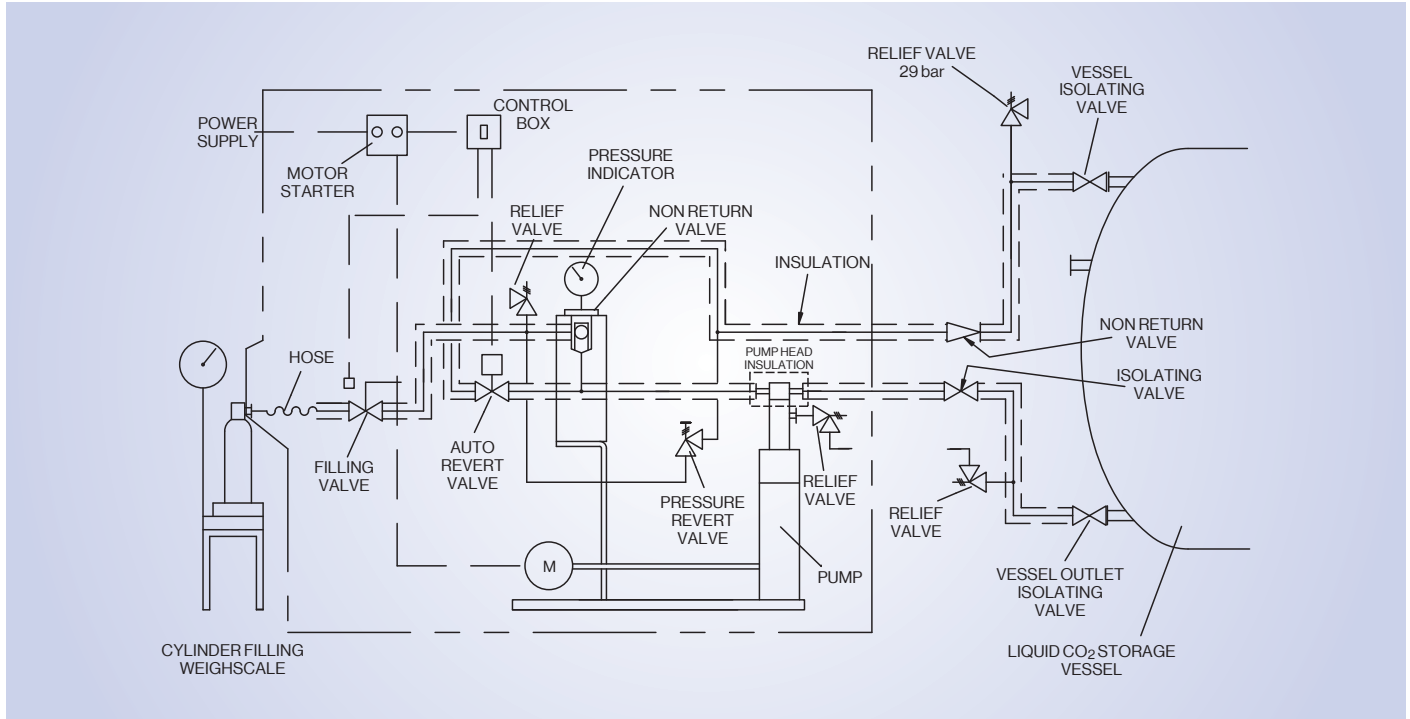 RELIEF VALVE
29 bar
VESSEL
ISOLATING
VALVE
POWER
SUPPLY
MOTOR
STARTER
CONTROL
BOX
PRESSURE
INDICATOR
RELIEF
VALVE
NON RETURN
VALVE
INSULATION
NON RETURN
VALVE
ISOLATING
VALVE
HOSE
PUMP HEAD
INSULATION
FILLING
VALVE
AUTO
REVERT
VALVE
PRESSURE
REVERT
VALVE
RELIEF
VALVE
RELIEF
VALVE
M
PUMP
VESSEL OUTLET
ISOLATING
VALVE
CYLINDER FILLING
WEIGHSCALE
LIQUID CO₂ STORAGE
VESSEL